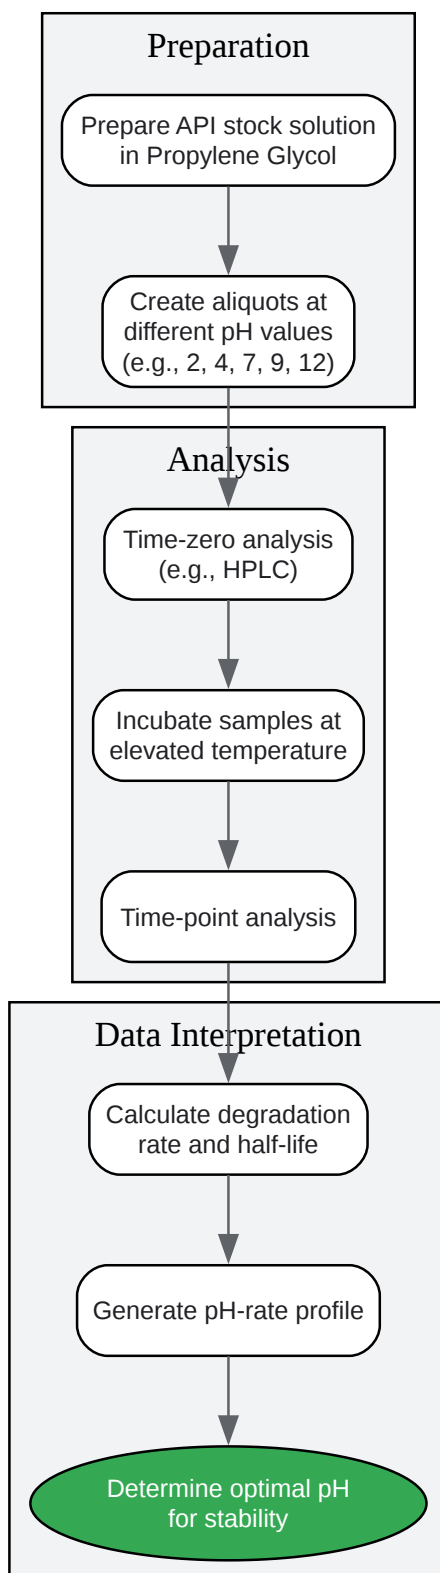 Preparation
Prepare API stock solution
in Propylene Glycol
Create aliquots at
different pH values
(e.g., 2, 4, 7, 9, 12)
Analysis
Time-zero analysis
(e.g., HPLC)
Incubate samples at
elevated temperature
Time-point analysis
Data Interpretation
Calculate degradation
rate and half-life
Generate pH-rate profile
Determine optimal pH
for stability